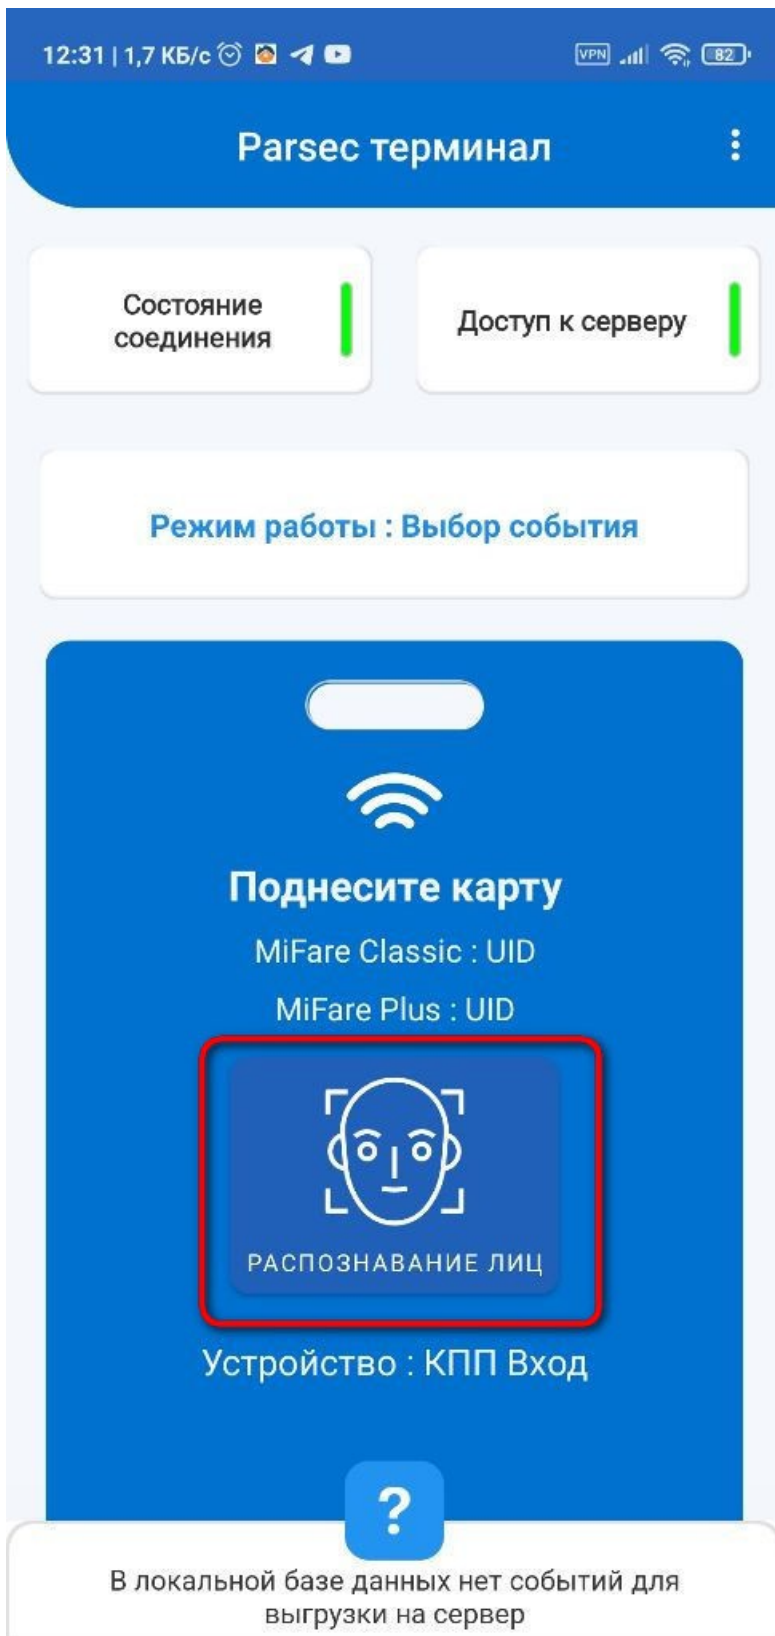 12:31 | 1,7 КБ/с
VPN
82
Parsec терминал
Состояние
соединения
Доступ к серверу
Режим работы : Выбор события
Поднесите карту
MiFare Classic : UID
MiFare Plus : UID
РАСПОЗНАВАНИЕ ЛИЦ
Устройство : КПП Вход
?
В локальной базе данных нет событий для
выгрузки на сервер